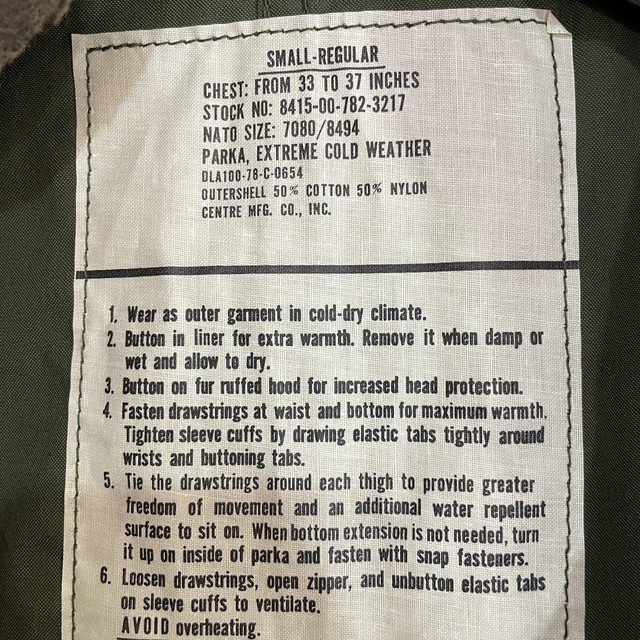 SMALL-REGULAR
CHEST: FROM 33 TO 37 INCHES
STOCK NO: 8415-00-782-3217
NATO SIZE: 7080/8494
PARKA, EXTREME COLD WEATHER
DLA100-78-C-0654
OUTERSHELL 50% COTTON 50% NYLON
CENTRE MFG. CO., INC.
1. Wear as outer garment in cold-dry climate.
2. Button in liner for extra warmth. Remove it when damp or
wet and allow to dry.
3. Button on fur ruffed hood for increased head protection.
4. Fasten drawstrings at waist and bottom for maximum warmth.
Tighten sleeve cuffs by drawing elastic tabs tightly around
wrists and buttoning tabs.
5. Tie the drawstrings around each thigh to provide greater
freedom of movement and an additional water repellent
surface to sit on. When bottom extension is not needed, turn
it up on inside of parka and fasten with snap fasteners.
6. Loosen drawstrings, open zipper, and unbutton elastic tabs
on sleeve cuffs to ventilate.
AVOID overheating.